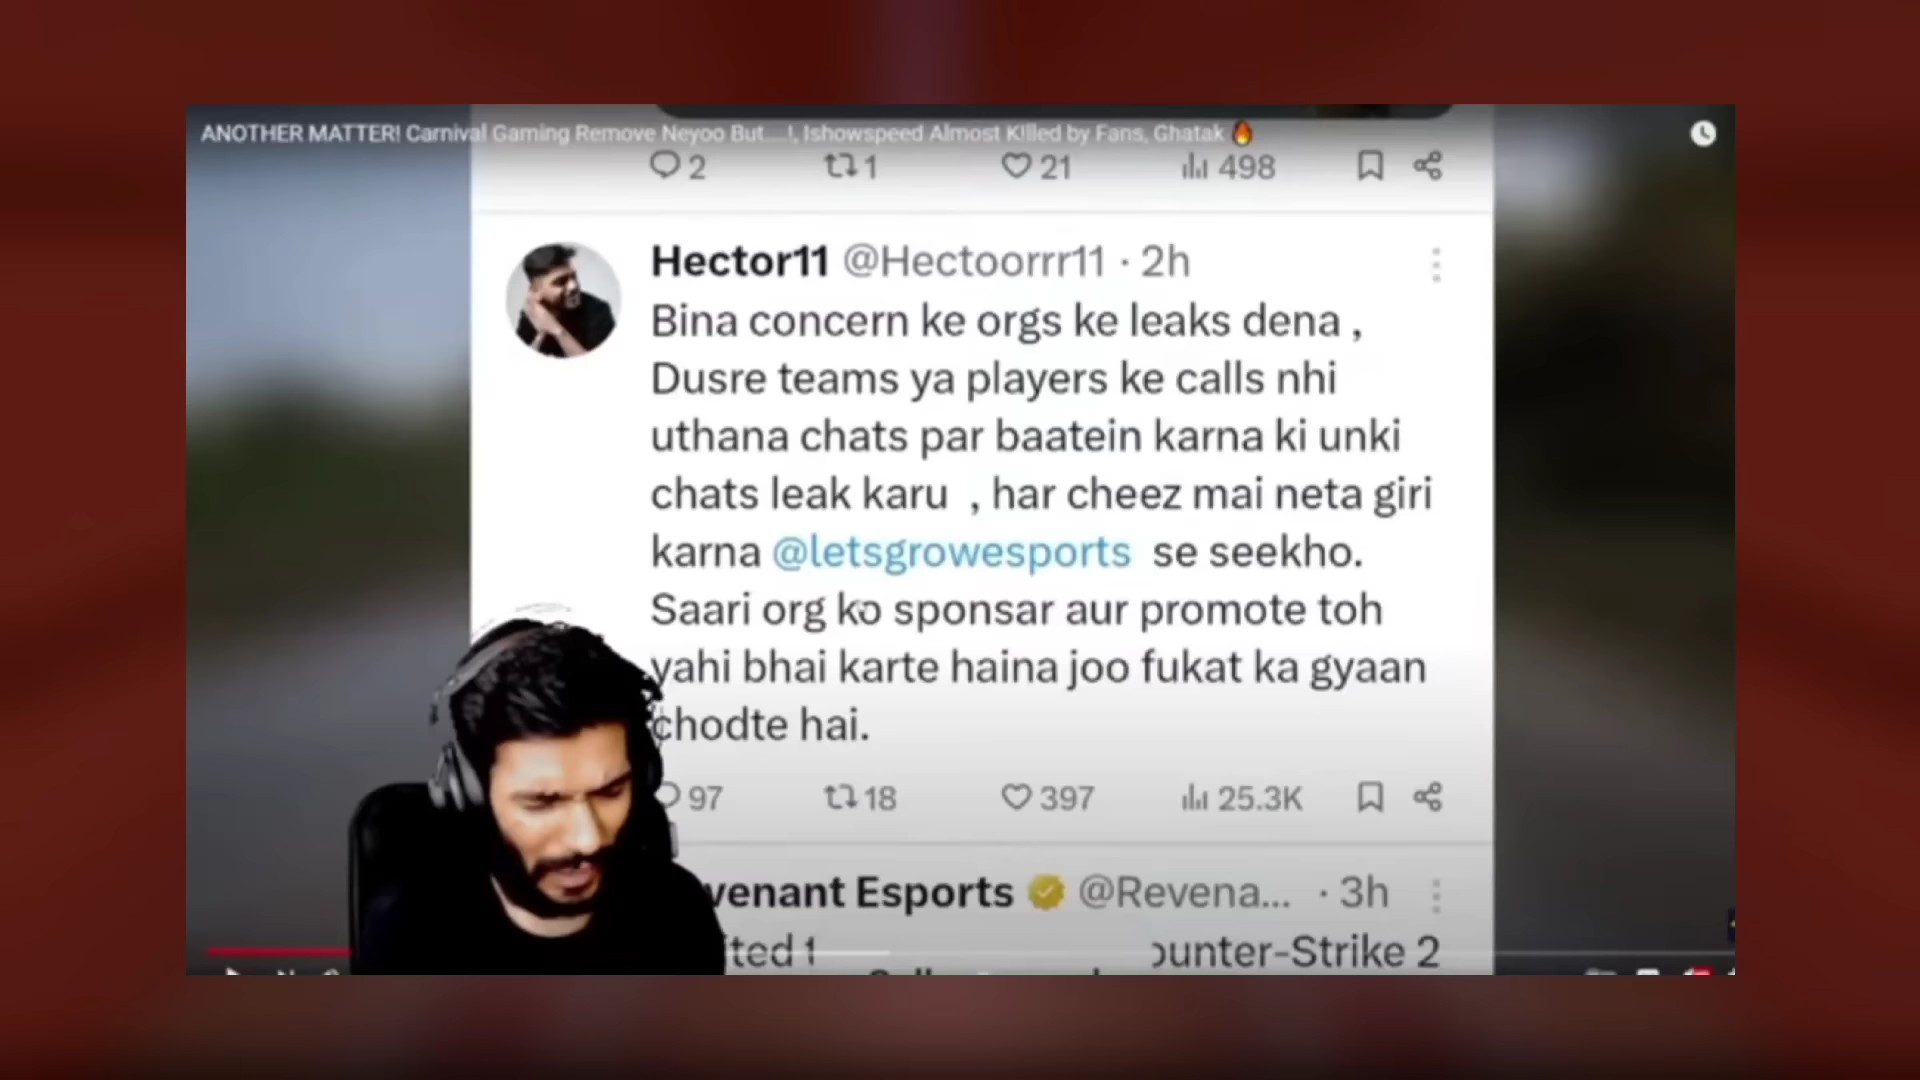 ANOTHER MATTER! Carnival Gaming Remove Neyoo But....!, Ishowspeed Almost K!lled by Fans, Ghatak 🔥
2 1 21 498
Hector11 @Hectoorrr11 · 2h
Bina concern ke orgs ke leaks dena ,
Dusre teams ya players ke calls nhi
uthana chats par baatein karna ki unki
chats leak karu , har cheez mai neta giri
karna @letsgrowesports se seekho.
Saari org ko sponsar aur promote toh
yahi bhai karte haina joo fukat ka gyaan
chodte hai.
97 18 397 25.3K
venant Esports @Revena... · 3h
ounter-Strike 2